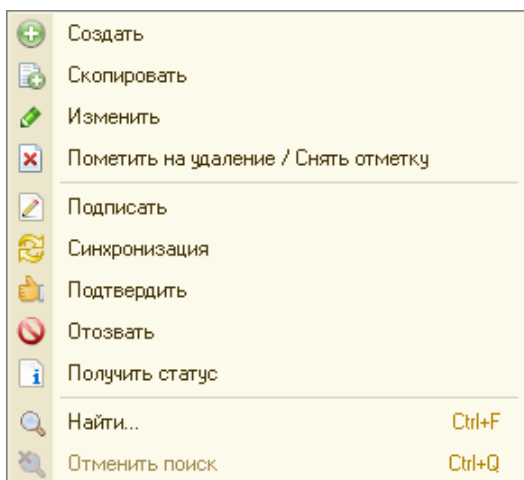 Создать
Скопировать
Изменить
Пометить на удаление / Снять отметку
Подписать
Синхронизация
Подтвердить
Отозвать
Получить статус
Найти... Ctrl+F
Отменить поиск Ctrl+Q